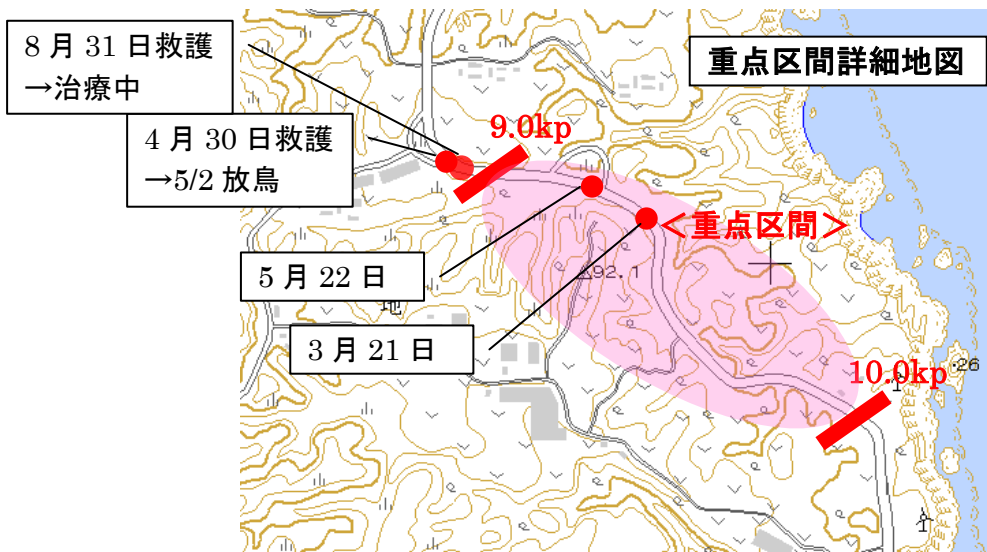 8 月 31 日救護
→治療中
重点区間詳細地図
4 月 30 日救護
→5/2 放鳥
9.0kp
＜重点区間＞
5 月 22 日
92.1
地
3 月 21 日
10.0kp
・26